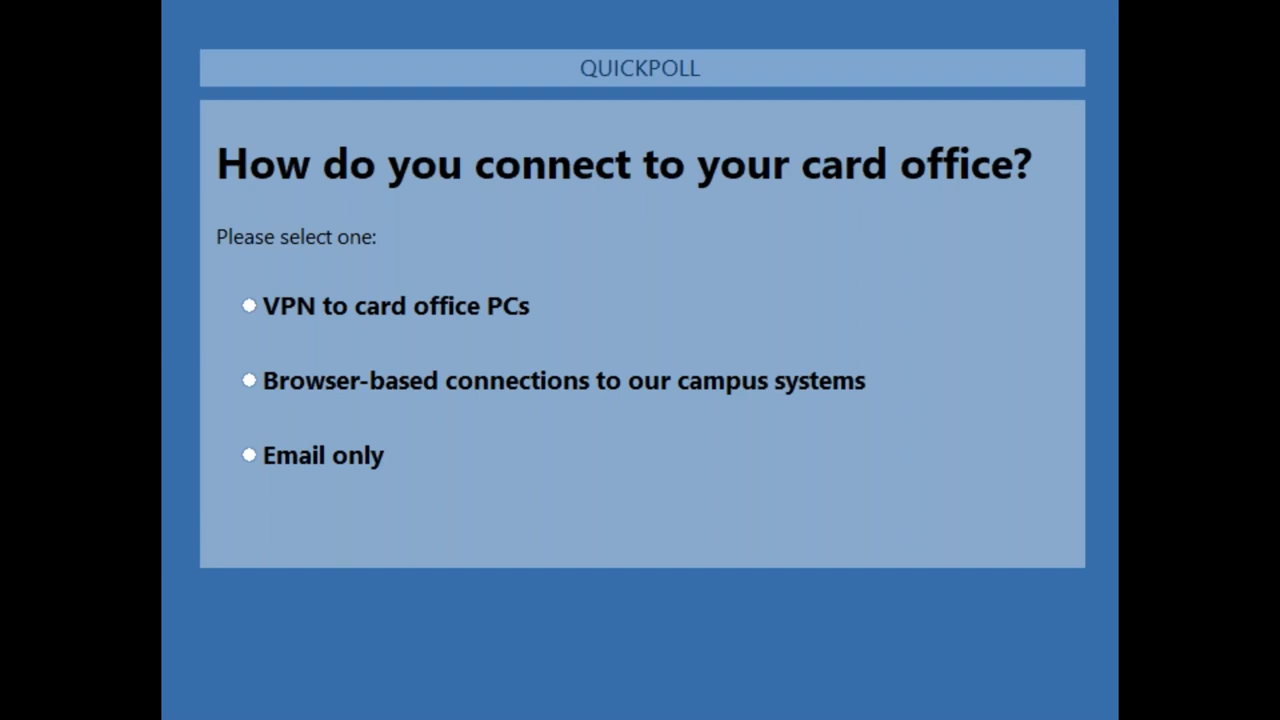 QUICKPOLL
How do you connect to your card office?
Please select one:
VPN to card office PCs
Browser-based connections to our campus systems
Email only